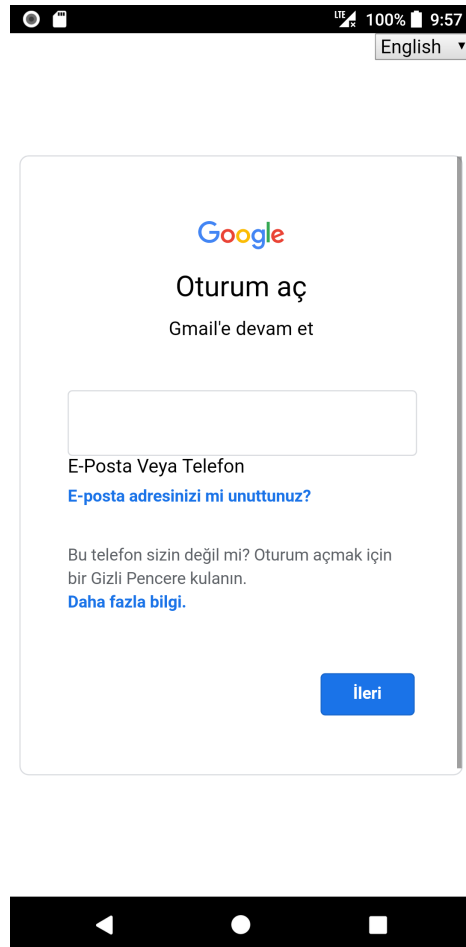 LTE 100% 9:57
English
Google
Oturum aç
Gmail'e devam et
E-Posta Veya Telefon
E-posta adresinizi mi unuttunuz?
Bu telefon sizin değil mi? Oturum açmak için
bir Gizli Pencere kulanın.
Daha fazla bilgi.
İleri